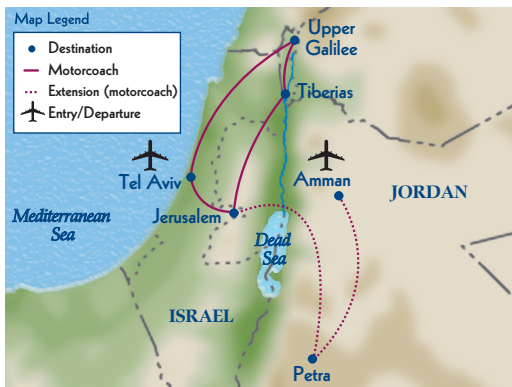 Map Legend
Destination
Motorcoach
Extension (motorcoach)
Entry/Departure
Upper
Galilee
Tiberias
Tel Aviv
Amman
JORDAN
Jerusalem
Mediterranean
Sea
Dead
Sea
ISRAEL
Petra